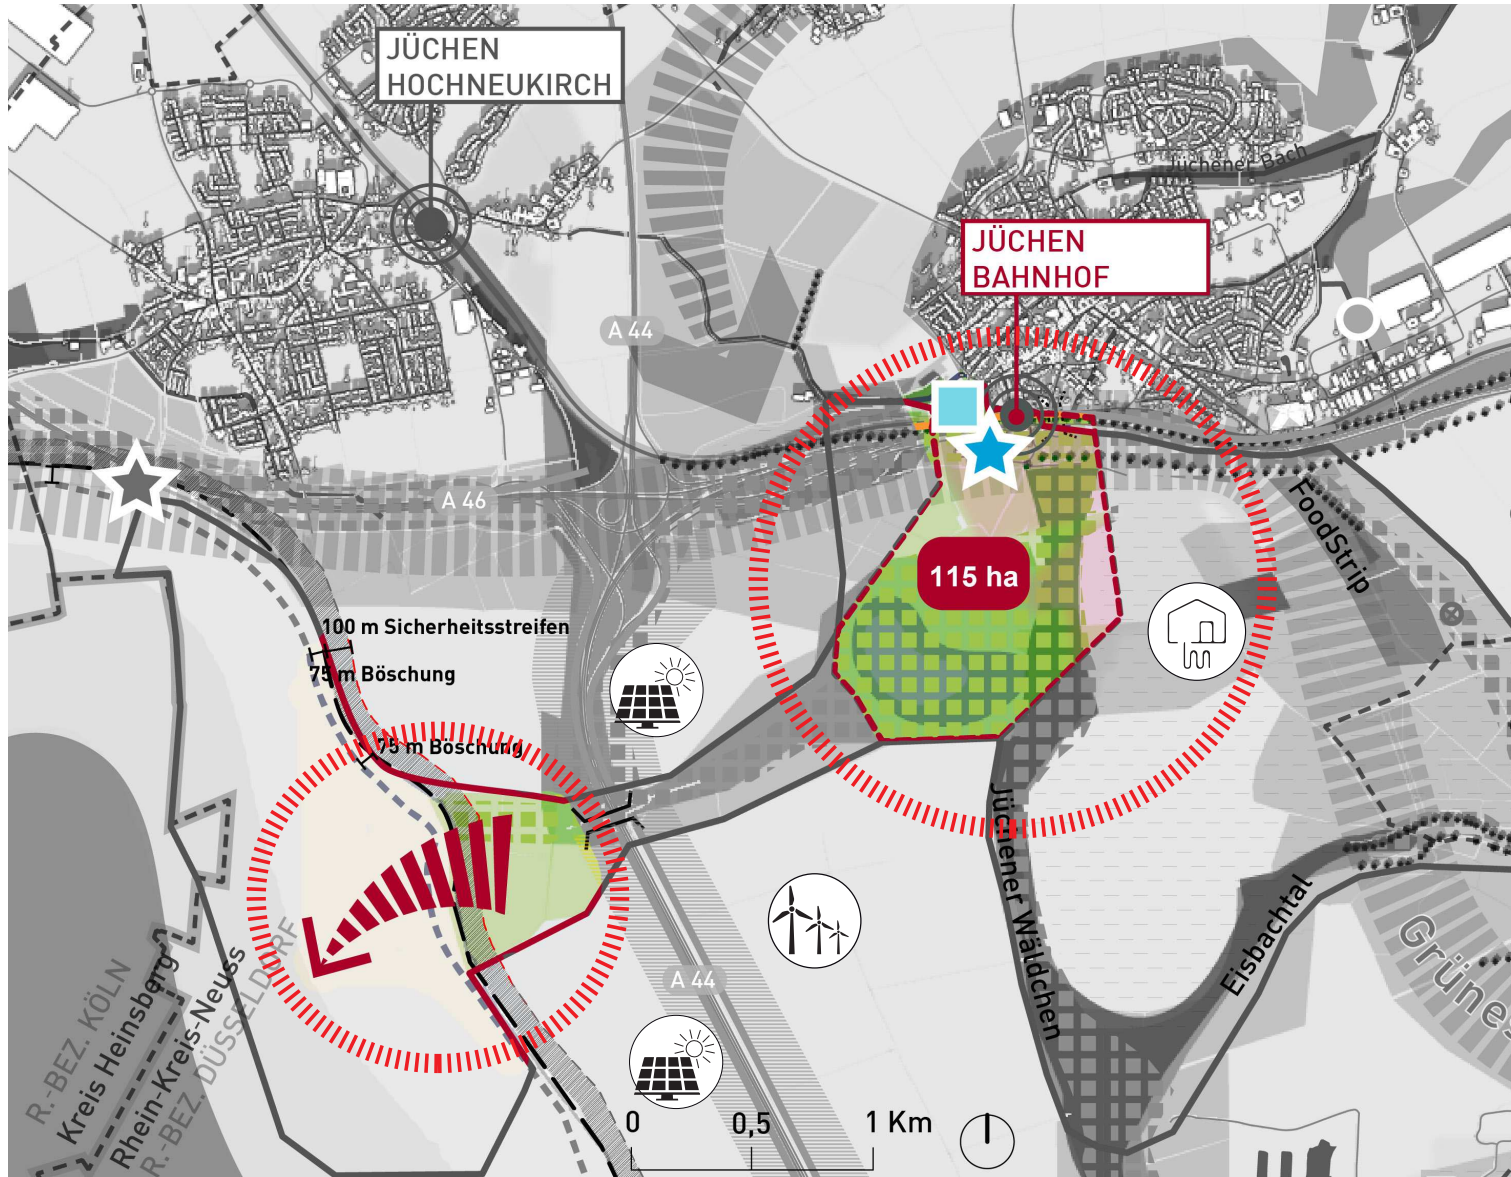 JÜCHEN
HOCHNEUKIRCH
Jüchener Bach
JÜCHEN
BAHNHOF
A 44
A 46
FoodStrip
115 ha
100 m Sicherheitsstreifen
75 m Böschung
75 m Böschung
Jüchener Wäldchen
Eisbachtal
Grünes
A 44
R.-BEZ. KÖLN
Kreis Heinsberg
Rhein-Kreis-Neuss
R.-BEZ. DÜSSELDORF
0 0,5 1 Km